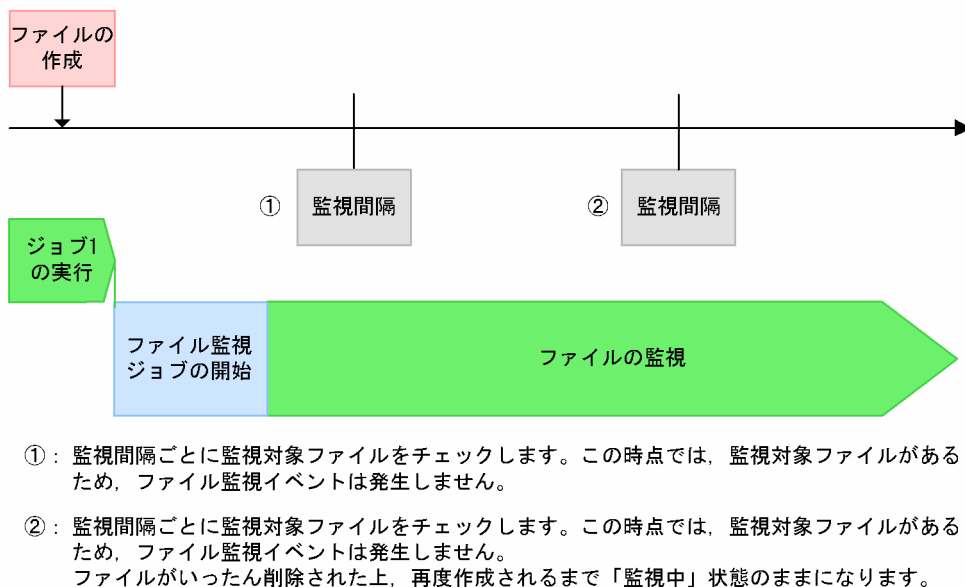 ファイルの
作成
① 監視間隔
② 監視間隔
ジョブ1
の実行
ファイル監視
ジョブの開始
ファイルの監視
①：監視間隔ごとに監視対象ファイルをチェックします。この時点では，監視対象ファイルがある
ため，ファイル監視イベントは発生しません。
②：監視間隔ごとに監視対象ファイルをチェックします。この時点では，監視対象ファイルがある
ため，ファイル監視イベントは発生しません。
ファイルがいったん削除された上，再度作成されるまで「監視中」状態のままになります。